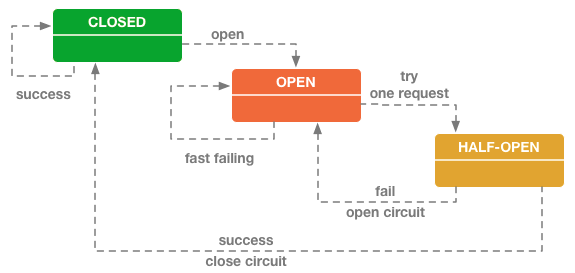 CLOSED
open
success
OPEN
try
one request
fast failing
HALF-OPEN
fail
open circuit
success
close circuit